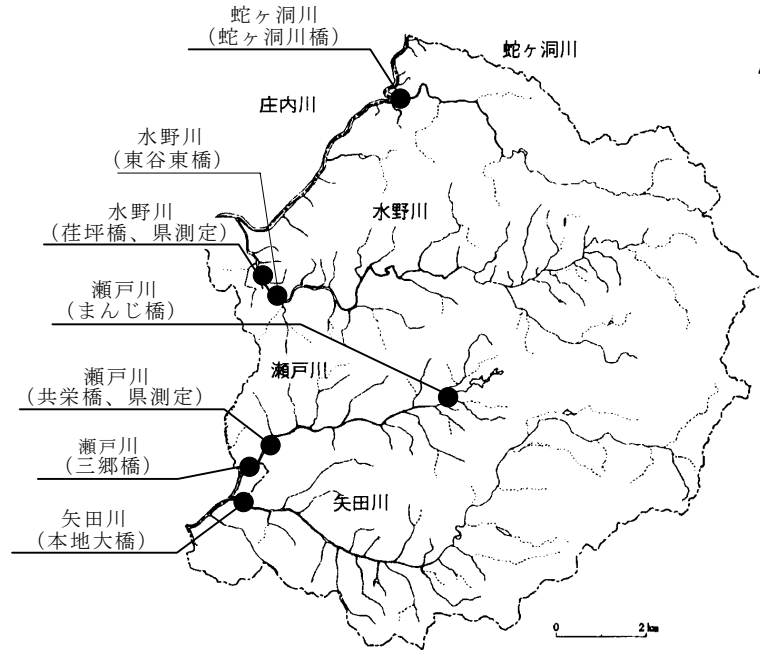 蛇ヶ洞川
(蛇ヶ洞川橋)
蛇ヶ洞川
庄内川
水野川
(東谷東橋)
水野川
(荏坪橋、県測定)
水野川
瀬戸川
(まんじ橋)
瀬戸川
瀬戸川
(共栄橋、県測定)
瀬戸川
(三郷橋)
矢田川
矢田川
(本地大橋)
0 2km